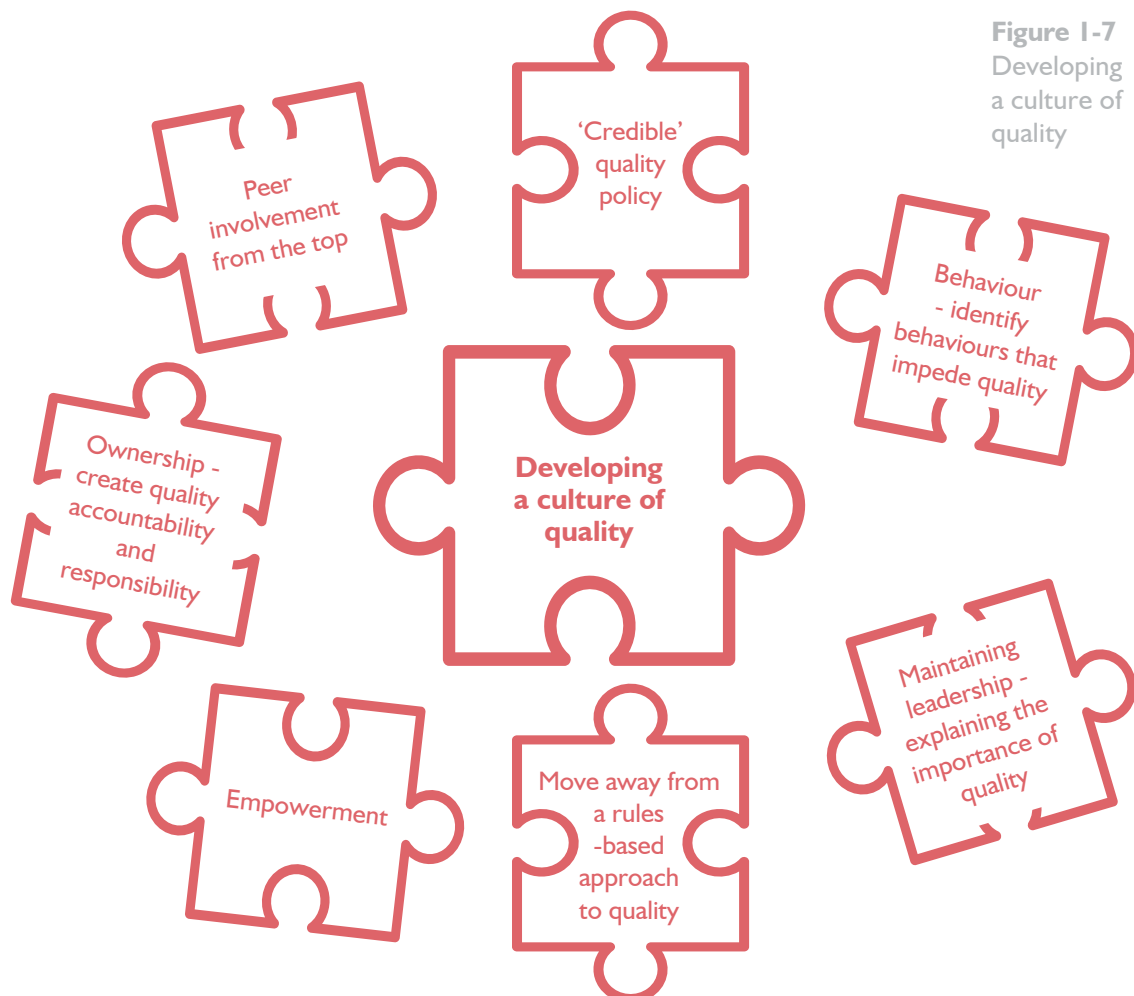 Figure 1-7
Developing
a culture of
quality
Peer
involvement
from the top
‘Credible’
quality
policy
Behaviour
- identify
behaviours that
impede quality
Ownership -
create quality
accountability
and
responsibility
Developing
a culture of
quality
Maintaining
leadership -
explaining the
importance of
quality
Empowerment
Move away from
a rules
-based
approach
to quality